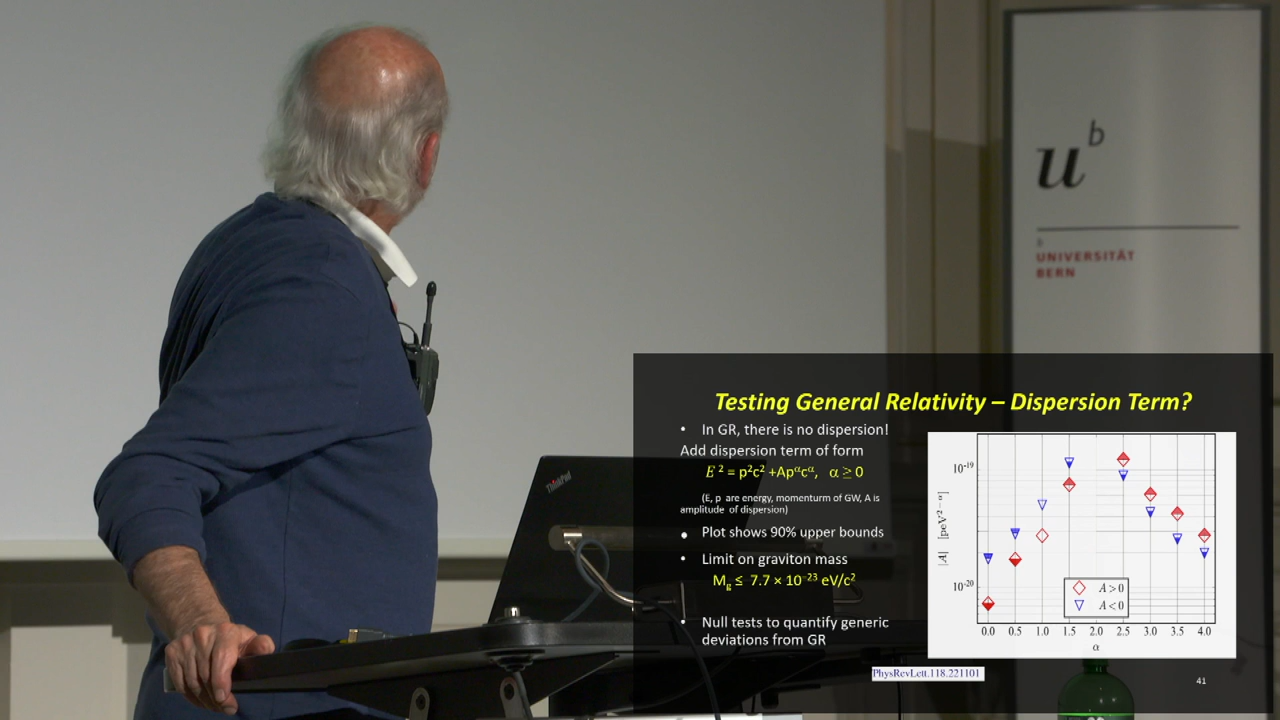 u
b
b
UNIVERSITÄT
BERN
ThinkPad
Testing General Relativity – Dispersion Term?
• In GR, there is no dispersion!
Add dispersion term of form
E ² = p²c² +Apᵅcᵅ, α ≥ 0
(E, p are energy, momenturm of GW, A is
amplitude of dispersion)
• Plot shows 90% upper bounds
• Limit on graviton mass
Mg ≤ 7.7 × 10⁻²³ eV/c²
• Null tests to quantify generic
deviations from GR
10⁻¹⁹
|A| [peV²⁻ᵅ]
10⁻²⁰
A > 0
A < 0
0.0 0.5 1.0 1.5 2.0 2.5 3.0 3.5 4.0
α
PhysRevLett.118.221101
41